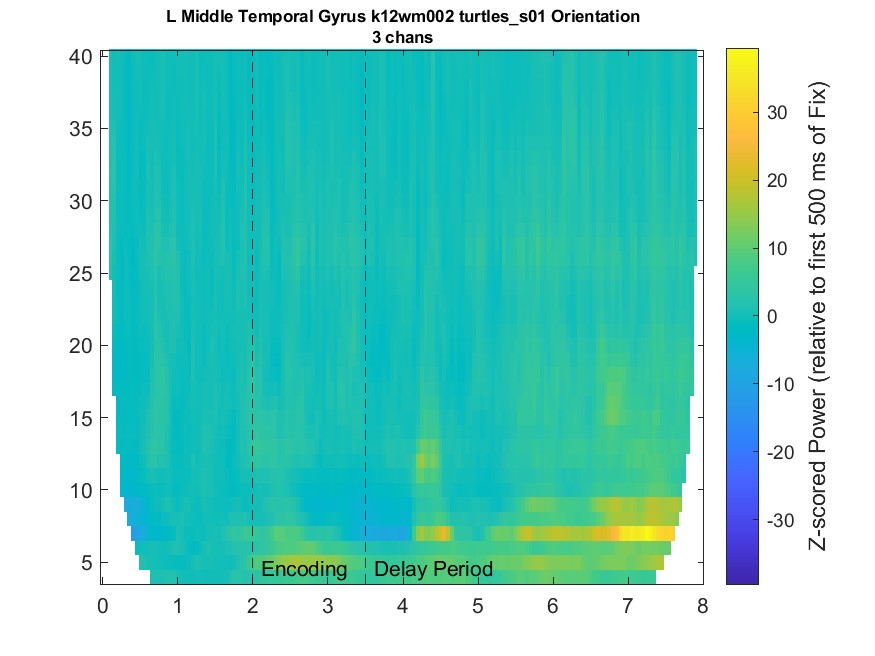 L Middle Temporal Gyrus k12wm002 turtles_s01 Orientation
3 chans
40
35
30
25
20
15
10
5
Encoding
Delay Period
0 1 2 3 4 5 6 7 8
30
20
10
0
-10
-20
-30
Z-scored Power (relative to first 500 ms of Fix)